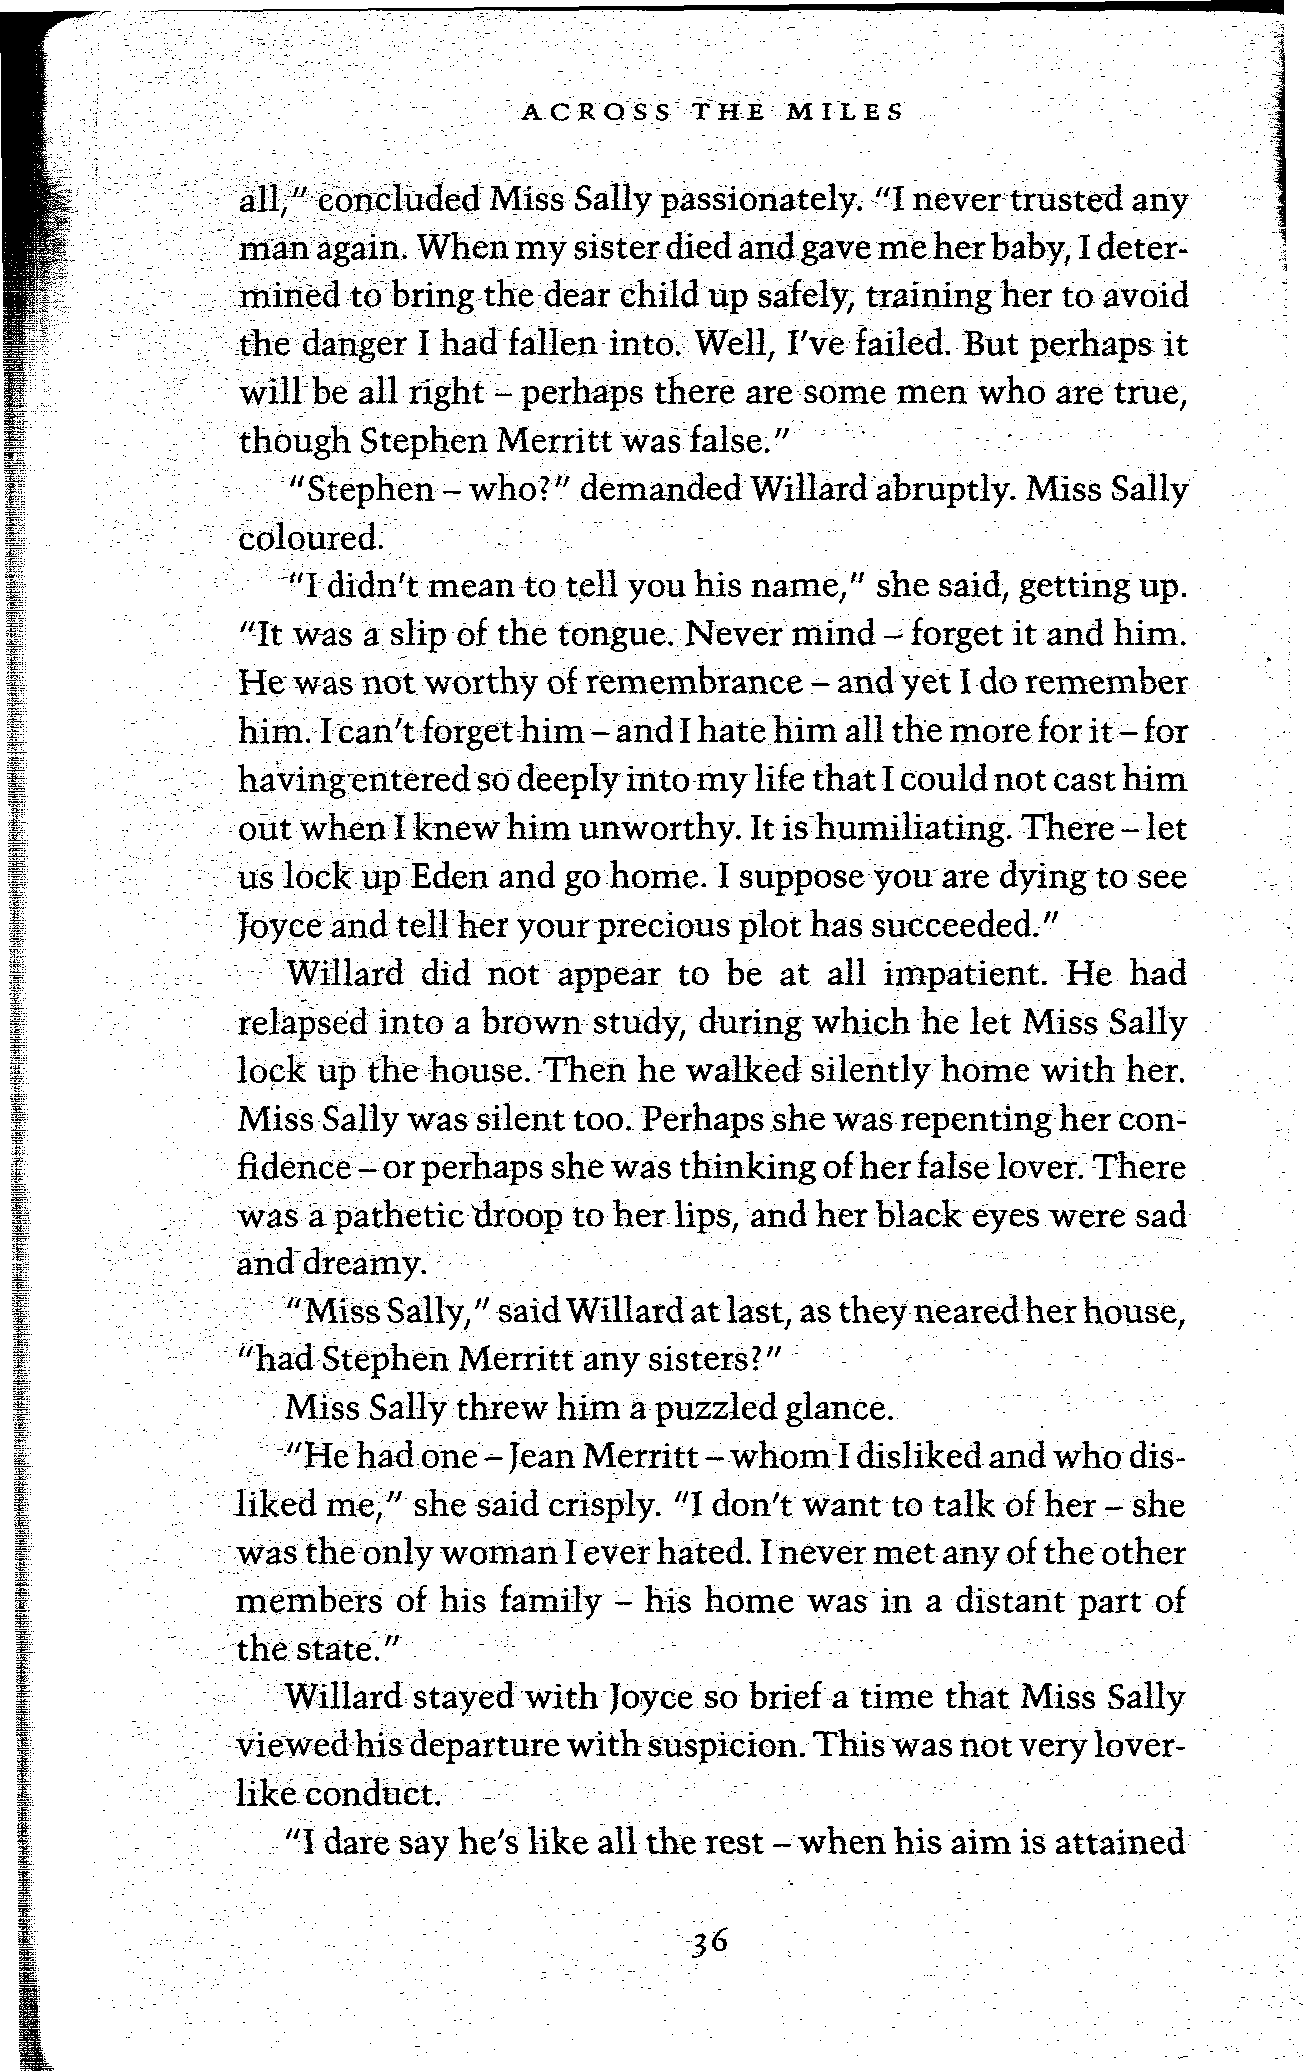 ACROSS THE MILES
all," concluded Miss Sally passionately. "I never trusted any
man again. When my sister died and gave me her baby, I deter-
mined to bring the dear child up safely, training her to avoid
the danger I had fallen into. Well, I've failed. But perhaps it
will be all right – perhaps there are some men who are true,
though Stephen Merritt was false."
"Stephen – who?" demanded Willard abruptly. Miss Sally
coloured.
"I didn't mean to tell you his name," she said, getting up.
"It was a slip of the tongue. Never mind – forget it and him.
He was not worthy of remembrance – and yet I do remember
him. I can't forget him – and I hate him all the more for it – for
having entered so deeply into my life that I could not cast him
out when I knew him unworthy. It is humiliating. There – let
us lock up Eden and go home. I suppose you are dying to see
Joyce and tell her your precious plot has succeeded."
Willard did not appear to be at all impatient. He had
relapsed into a brown study, during which he let Miss Sally
lock up the house. Then he walked silently home with her.
Miss Sally was silent too. Perhaps she was repenting her con-
fidence – or perhaps she was thinking of her false lover. There
was a pathetic droop to her lips, and her black eyes were sad
and dreamy.
"Miss Sally," said Willard at last, as they neared her house,
"had Stephen Merritt any sisters?"
Miss Sally threw him a puzzled glance.
"He had one – Jean Merritt – whom I disliked and who dis-
liked me," she said crisply. "I don't want to talk of her – she
was the only woman I ever hated. I never met any of the other
members of his family – his home was in a distant part of
the state."
Willard stayed with Joyce so brief a time that Miss Sally
viewed his departure with suspicion. This was not very lover-
like conduct.
"I dare say he's like all the rest – when his aim is attained
36